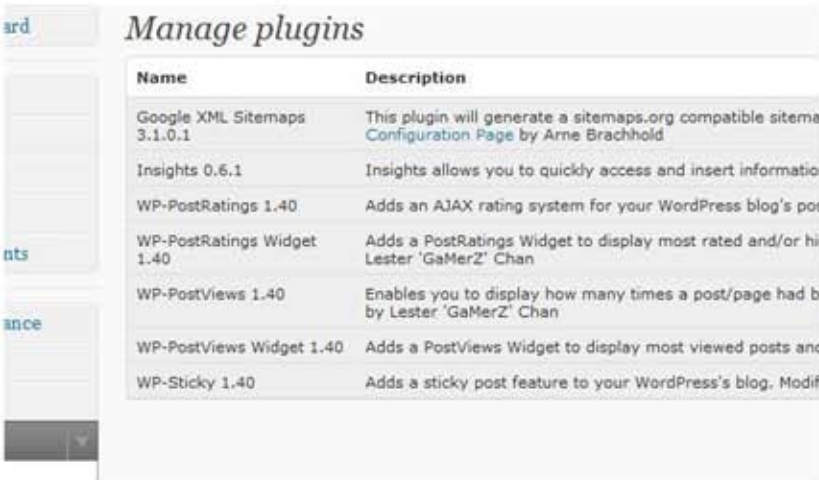 ard
Manage plugins
Name Description
Google XML Sitemaps This plugin will generate a sitemaps.org compatible sitema
3.1.0.1 Configuration Page by Arne Brachhold
Insights 0.6.1 Insights allows you to quickly access and insert informatio
WP-PostRatings 1.40 Adds an AJAX rating system for your WordPress blog's pos
WP-PostRatings Widget Adds a PostRatings Widget to display most rated and/or hi
1.40 Lester 'GaMerZ' Chan
nts
WP-PostViews 1.40 Enables you to display how many times a post/page had b
by Lester 'GaMerZ' Chan
ance
WP-PostViews Widget 1.40 Adds a PostViews Widget to display most viewed posts and
WP-Sticky 1.40 Adds a sticky post feature to your WordPress's blog. Modif